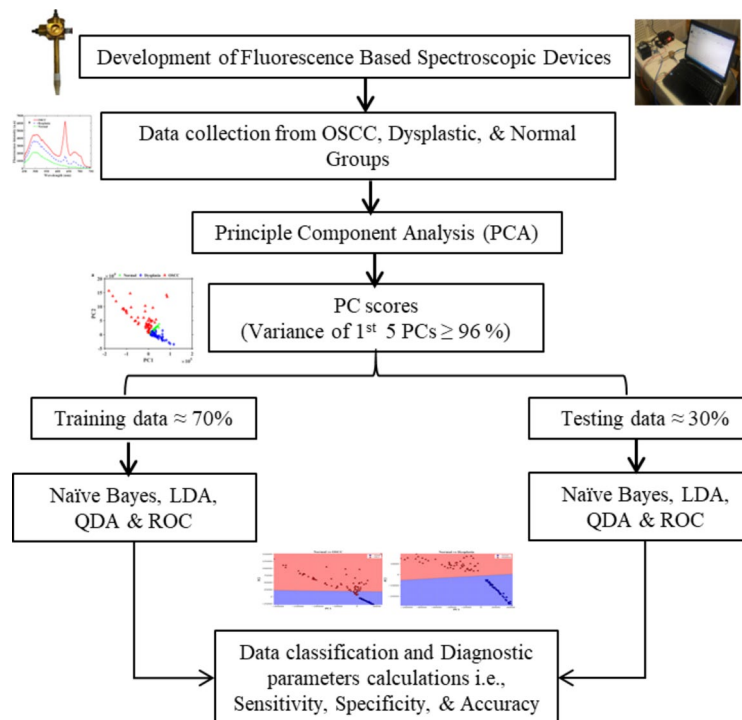 Development of Fluorescence Based Spectroscopic Devices
Data collection from OSCC, Dysplastic, & Normal
Groups
Principle Component Analysis (PCA)
PC scores
(Variance of 1st 5 PCs ≥ 96 %)
PC2
PC1
Training data ≈ 70%
Testing data ≈ 30%
Naïve Bayes, LDA,
QDA & ROC
Naïve Bayes, LDA,
QDA & ROC
Data classification and Diagnostic
parameters calculations i.e.,
Sensitivity, Specificity, & Accuracy